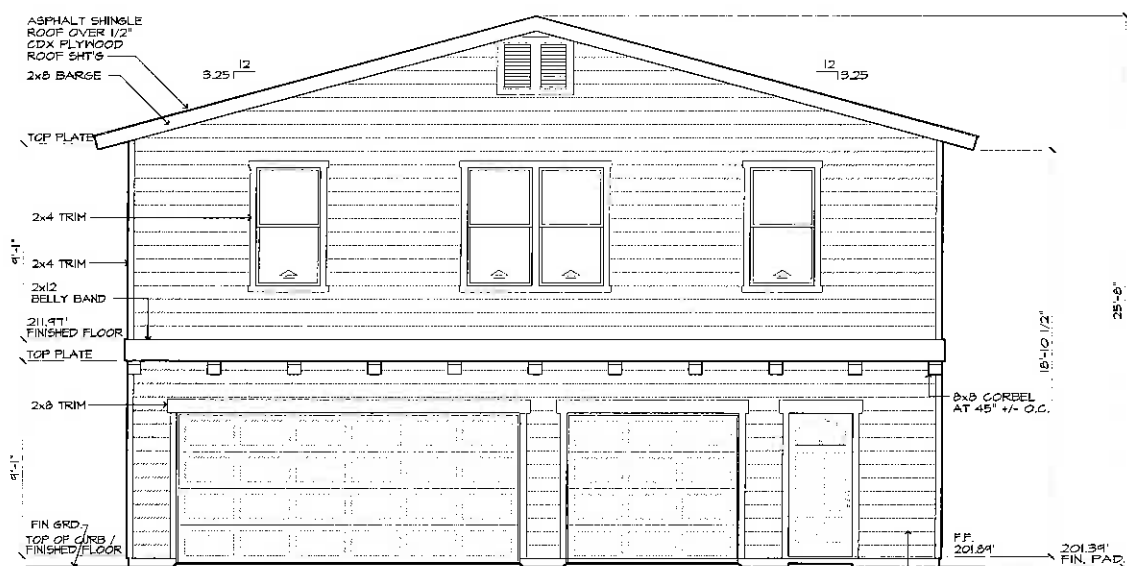 ASPHALT SHINGLE
ROOF OVER 1/2"
CDX PLYWOOD
ROOF SHT'G
2x8 BARGE
12
3.25
12
3.25
TOP PLATE
2x4 TRIM
9'-1"
2x4 TRIM
2x12
BELLY BAND
211.97'
FINISHED FLOOR
TOP PLATE
2x8 TRIM
9'-1"
FIN GRD.
TOP OF CURB /
FINISHED FLOOR
25'-8"
18'-10 1/2"
8x8 CORBEL
AT 45" +/- O.C.
F.F.
201.89'
201.39'
FIN. PAD.